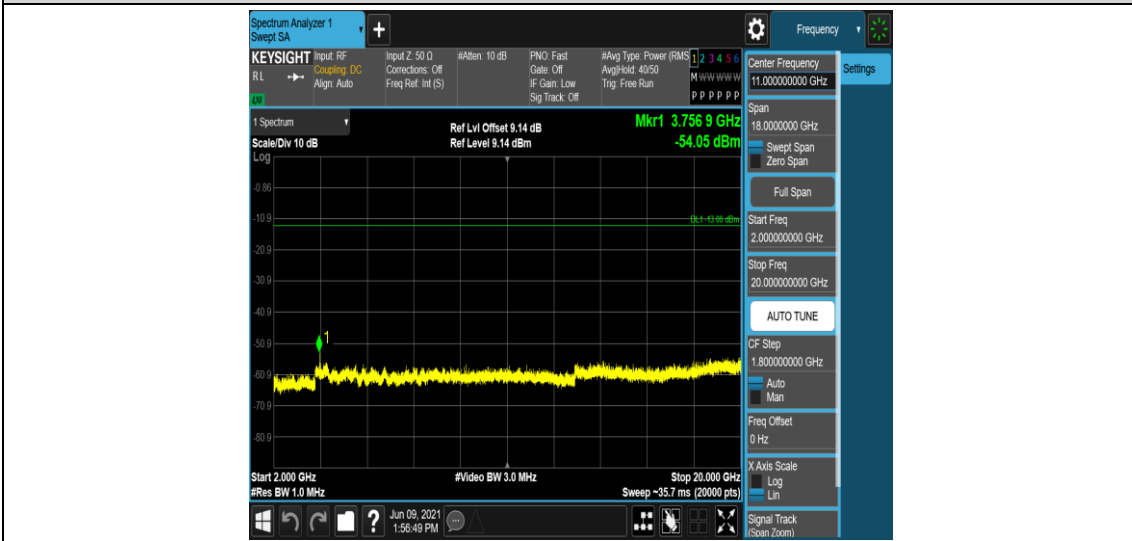 Spectrum Analyzer 1
Swept SA
+
Frequency
KEYSIGHT
RL
LXI
Input: RF
Coupling: DC
Align: Auto
Input Z: 50 Ω
Corrections: Off
Freq Ref: Int (S)
#Atten: 10 dB
PNO: Fast
Gate: Off
IF Gain: Low
Sig Track: Off
#Avg Type: Power (RMS
Avg|Hold: 40/50
Trig: Free Run
1 2 3 4 5 6
M W W W W W
P P P P P P
1 Spectrum
Scale/Div 10 dB
Log
Ref Lvl Offset 9.14 dB
Ref Level 9.14 dBm
Mkr1 3.756 9 GHz
-54.05 dBm
-0.86
-10.9
DL1 -13.00 dBm
-20.9
-30.9
-40.9
-50.9
1
-60.9
-70.9
-80.9
Start 2.000 GHz
#Video BW 3.0 MHz
Stop 20.000 GHz
#Res BW 1.0 MHz
Sweep ~35.7 ms (20000 pts)
Center Frequency
11.000000000 GHz
Settings
Span
18.0000000 GHz
Swept Span
Zero Span
Full Span
Start Freq
2.000000000 GHz
Stop Freq
20.000000000 GHz
AUTO TUNE
CF Step
1.800000000 GHz
Auto
Man
Freq Offset
0 Hz
X Axis Scale
Log
Lin
Signal Track
(Span Zoom)
?
Jun 09, 2021
1:56:49 PM